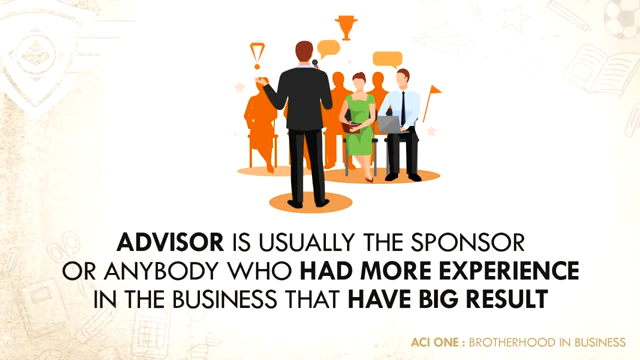 ADVISOR IS USUALLY THE SPONSOR
OR ANYBODY WHO HAD MORE EXPERIENCE
IN THE BUSINESS THAT HAVE BIG RESULT
ACI ONE : BROTHERHOOD IN BUSINESS